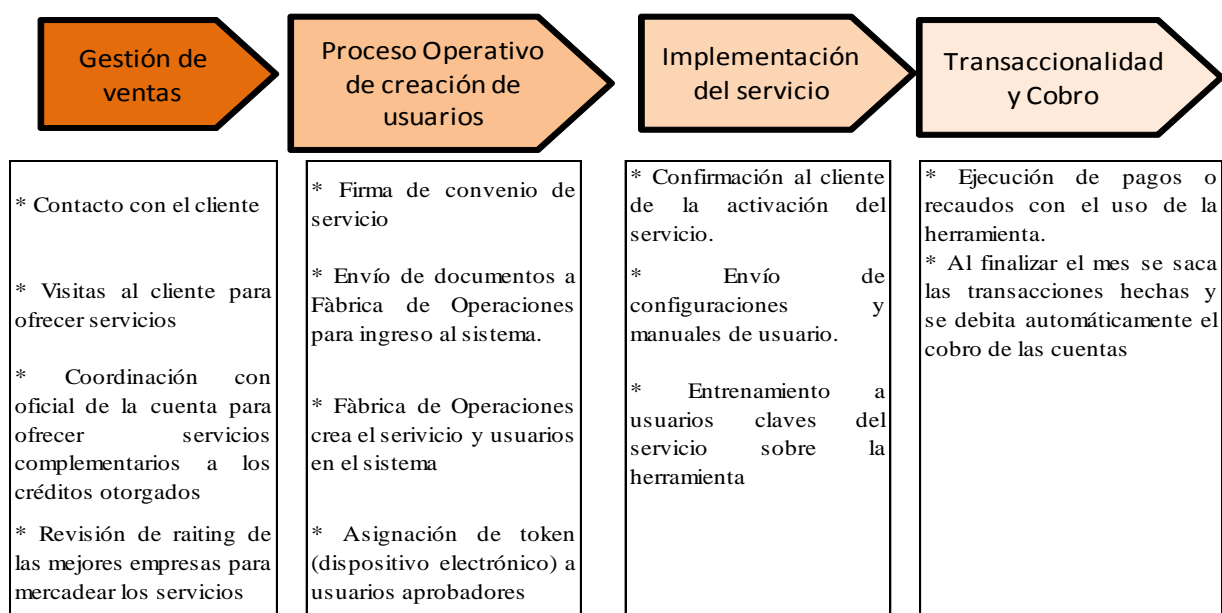 Gestión de
ventas
Proceso Operativo
de creación de
usuarios
Implementación
del servicio
Transaccionalidad
y Cobro
* Contacto con el cliente
* Visitas al cliente para
ofrecer servicios
* Coordinación con
oficial de la cuenta para
ofrecer servicios
complementarios a los
créditos otorgados
* Revisión de raiting de
las mejores empresas para
mercadear los servicios
* Firma de convenio de
servicio
* Envío de documentos a
Fàbrica de Operaciones
para ingreso al sistema.
* Fàbrica de Operaciones
crea el serivicio y usuarios
en el sistema
* Asignación de token
(dispositivo electrónico) a
usuarios aprobadores
* Confirmación al cliente
de la activación del
servicio.
* Envío de
configuraciones y
manuales de usuario.
* Entrenamiento a
usuarios claves del
servicio sobre la
herramienta
* Ejecución de pagos o
recaudos con el uso de la
herramienta.
* Al finalizar el mes se saca
las transacciones hechas y
se debita automáticamente el
cobro de las cuentas